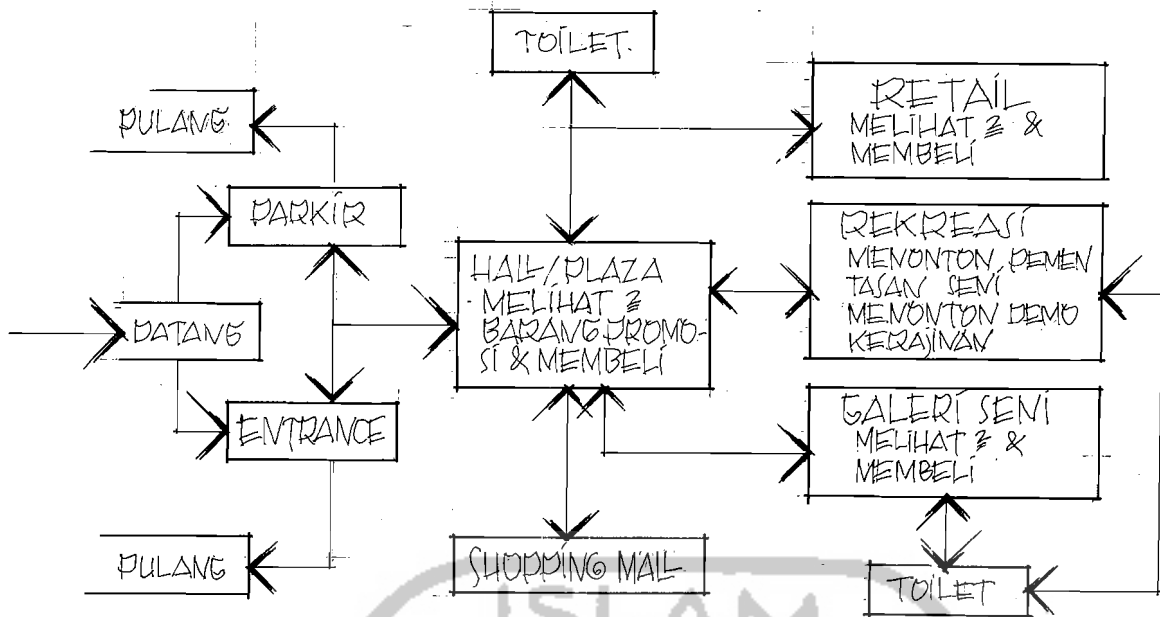 TOILET.
PULANG
RETAIL
MELIHAT 2 &
MEMBELI
PARKIR
REKREASI
MENONTON PEMEN
TASAN SENI
MENONTON DEMO
KERAJINAN
HALL/PLAZA
MELIHAT 2
BARANG PROMO-
SI & MEMBELI
DATANG
ENTRANCE
GALERI SENI
MELIHAT 2 &
MEMBELI
PULANG
SHOPPING MALL
TOILET
ISLAM